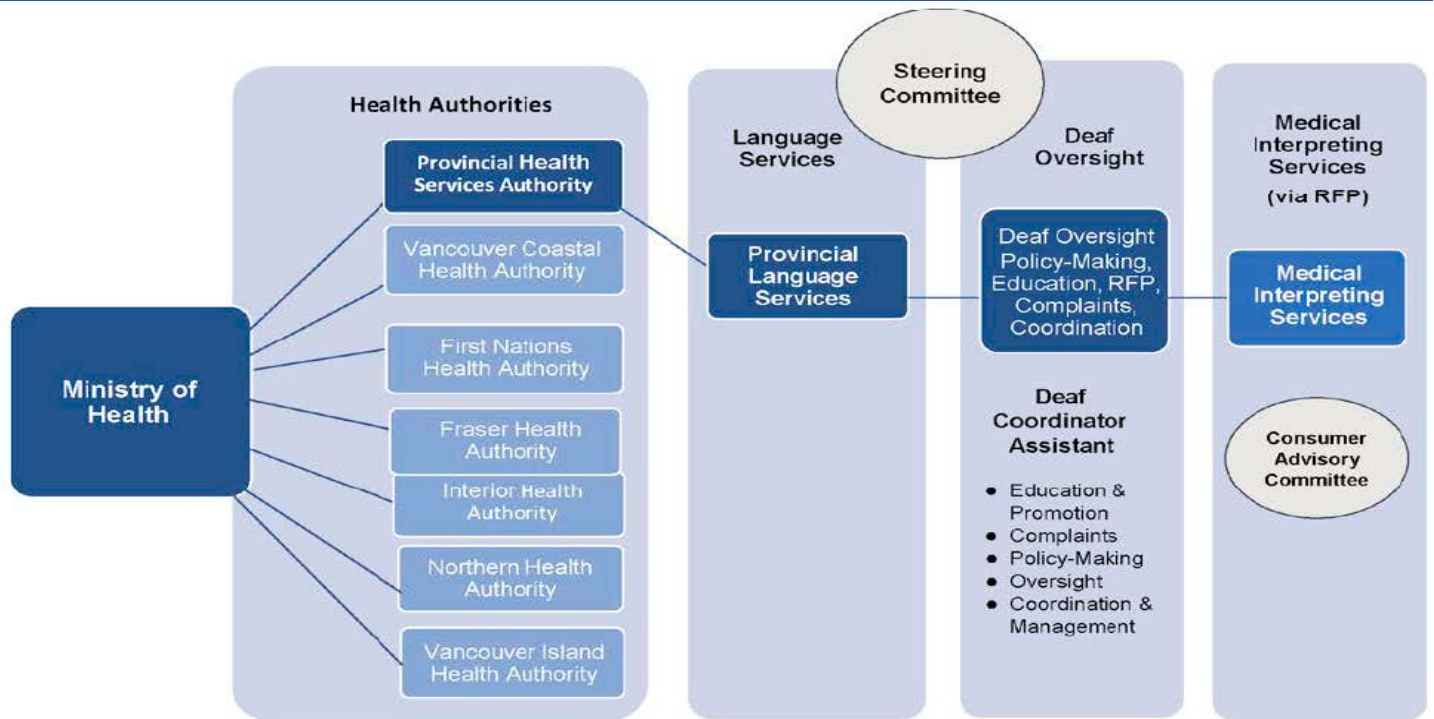 Ministry of
Health
Health Authorities
Provincial Health
Services Authority
Vancouver Coastal
Health Authority
First Nations
Health Authority
Fraser Health
Authority
Interior Health
Authority
Northern Health
Authority
Vancouver Island
Health Authority
Steering
Committee
Language
Services
Provincial
Language
Services
Deaf
Oversight
Deaf Oversight
Policy-Making,
Education, RFP,
Complaints,
Coordination
Deaf
Coordinator
Assistant
● Education &
Promotion
● Complaints
● Policy-Making
● Oversight
● Coordination &
Management
Medical
Interpreting
Services
(via RFP)
Medical
Interpreting
Services
Consumer
Advisory
Committee